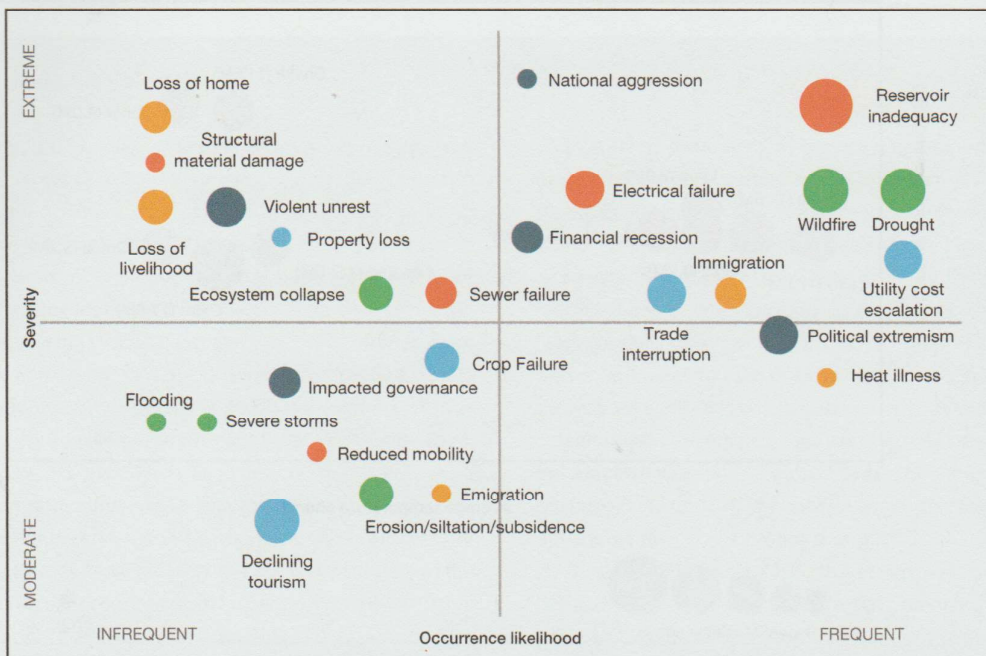 EXTREME
Loss of home
Structural
material damage
Violent unrest
Loss of
livelihood
Property loss
Ecosystem collapse
Sewer failure
National aggression
Reservoir
inadequacy
Electrical failure
Wildfire
Drought
Financial recession
Immigration
Utility cost
escalation
Trade
interruption
Severity
Political extremism
Heat illness
Crop Failure
Impacted governance
Flooding
Severe storms
Reduced mobility
Emigration
Erosion/siltation/subsidence
Declining
tourism
MODERATE
INFREQUENT
Occurrence likelihood
FREQUENT